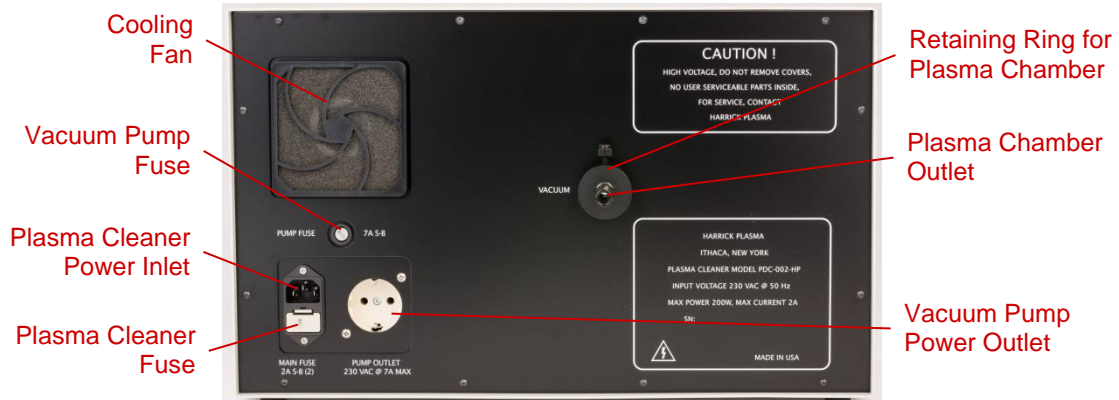 Cooling
Fan
Vacuum Pump
Fuse
Plasma Cleaner
Power Inlet
Plasma Cleaner
Fuse
PUMP FUSE
7A S-B
MAIN FUSE
2A S-B (2)
PUMP OUTLET
230 VAC @ 7A MAX
VACUUM
CAUTION !
HIGH VOLTAGE, DO NOT REMOVE COVERS,
NO USER SERVICEABLE PARTS INSIDE,
FOR SERVICE, CONTACT
HARRICK PLASMA
HARRICK PLASMA
ITHACA, NEW YORK
PLASMA CLEANER MODEL PDC-002-HP
INPUT VOLTAGE 230 VAC @ 50 Hz
MAX POWER 200W, MAX CURRENT 2A
SN:
MADE IN USA
Retaining Ring for
Plasma Chamber
Plasma Chamber
Outlet
Vacuum Pump
Power Outlet